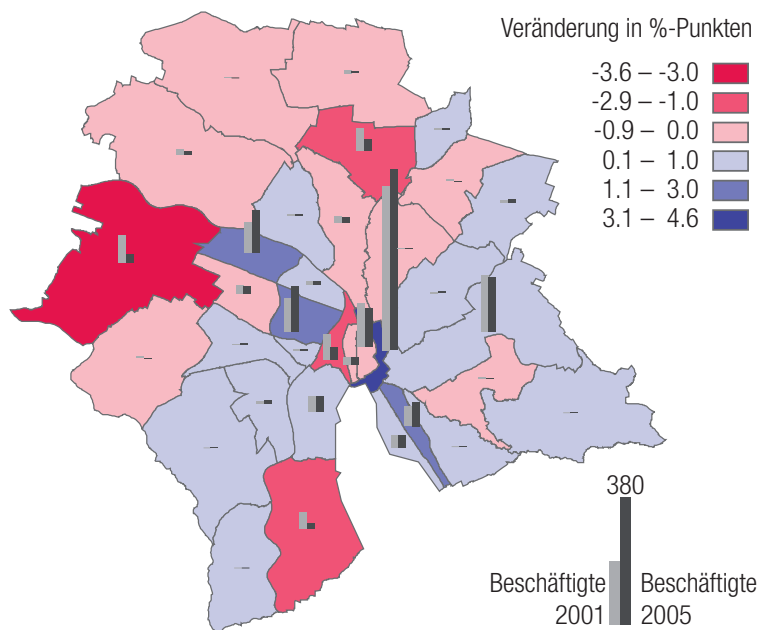 Veränderung in %-Punkten
-3.6 – -3.0
-2.9 – -1.0
-0.9 – 0.0
0.1 – 1.0
1.1 – 3.0
3.1 – 4.6
380
Beschäftigte Beschäftigte
2001 2005